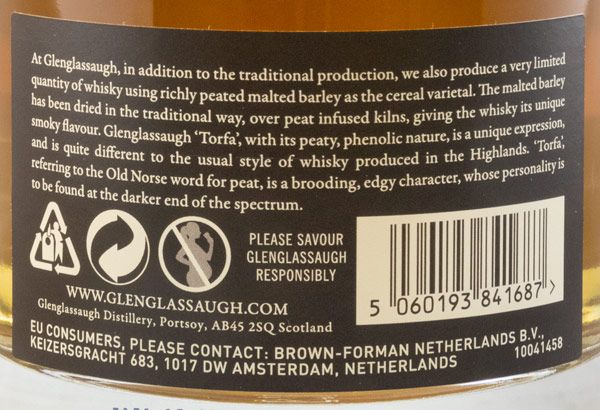 At Glenglassaugh, in addition to the traditional production, we also produce a very limited
quantity of whisky using richly peated malted barley as the cereal varietal. The malted barley
has been dried in the traditional way, over peat infused kilns, giving the whisky its unique
smoky flavour. Glenglassaugh ‘Torfa’, with its peaty, phenolic nature, is a unique expression,
and is quite different to the usual style of whisky produced in the Highlands. ‘Torfa’,
referring to the Old Norse word for peat, is a brooding, edgy character, whose personality is
to be found at the darker end of the spectrum.
PLEASE SAVOUR
GLENGLASSAUGH
RESPONSIBLY
WWW.GLENGLASSAUGH.COM
Glenglassaugh Distillery, Portsoy, AB45 2SQ Scotland
5 060193 841687 >
EU CONSUMERS, PLEASE CONTACT: BROWN-FORMAN NETHERLANDS B.V.,
KEIZERSGRACHT 683, 1017 DW AMSTERDAM, NETHERLANDS
10041458